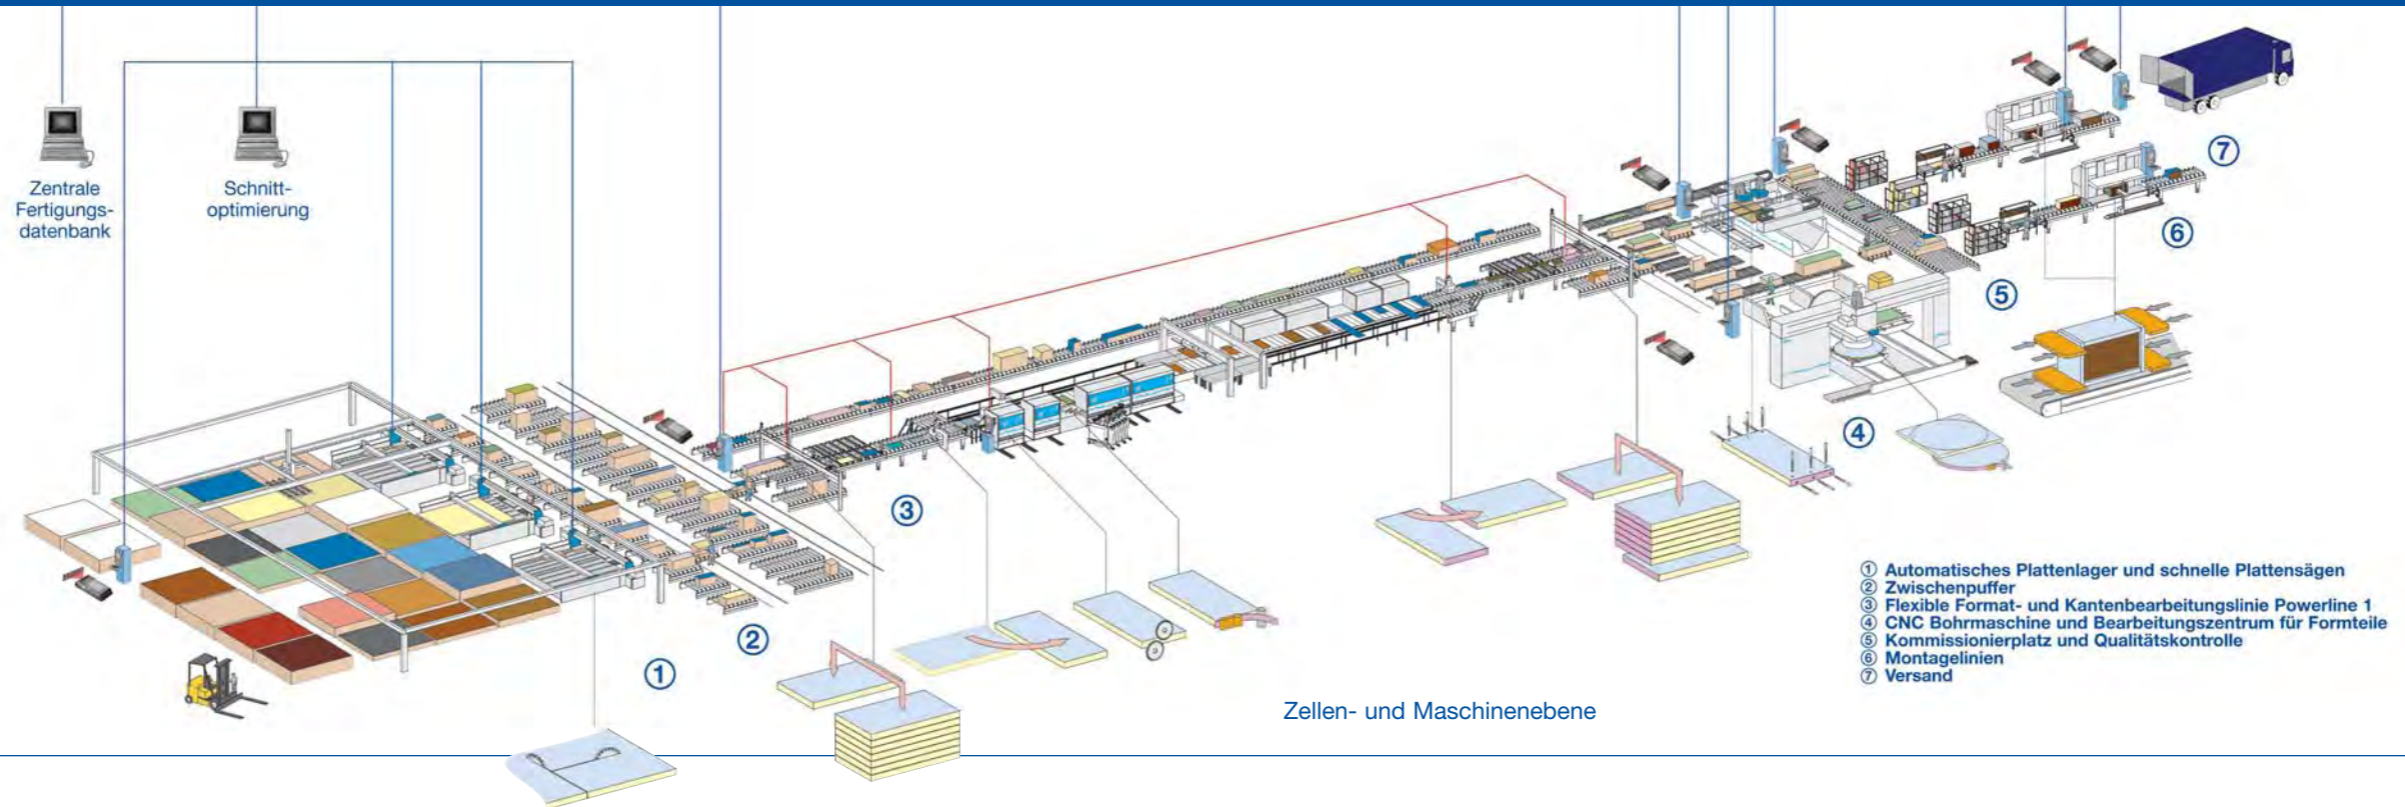 Zentrale
Fertigungs-
datenbank
Schnitt-
optimierung
⑦
⑥
⑤
④
③
②
①
① Automatisches Plattenlager und schnelle Plattensägen
② Zwischenpuffer
③ Flexible Format- und Kantenbearbeitungslinie Powerline 1
④ CNC Bohrmaschine und Bearbeitungszentrum für Formteile
⑤ Kommissionierplatz und Qualitätskontrolle
⑥ Montagelinien
⑦ Versand
Zellen- und Maschinenebene